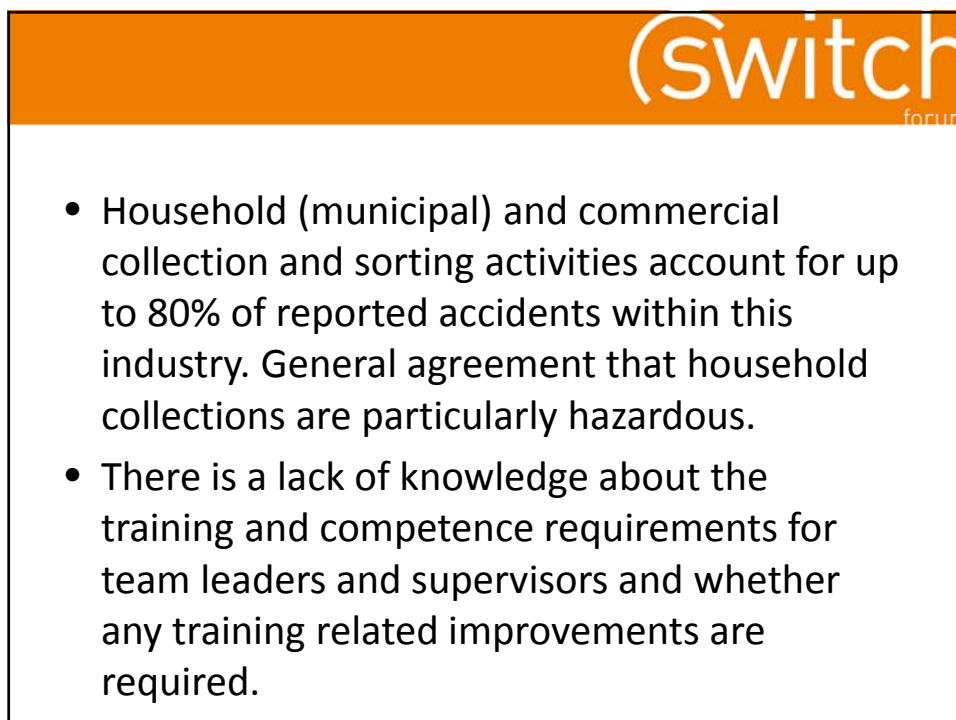 (switch
forum
• Household (municipal) and commercial
collection and sorting activities account for up
to 80% of reported accidents within this
industry. General agreement that household
collections are particularly hazardous.
• There is a lack of knowledge about the
training and competence requirements for
team leaders and supervisors and whether
any training related improvements are
required.